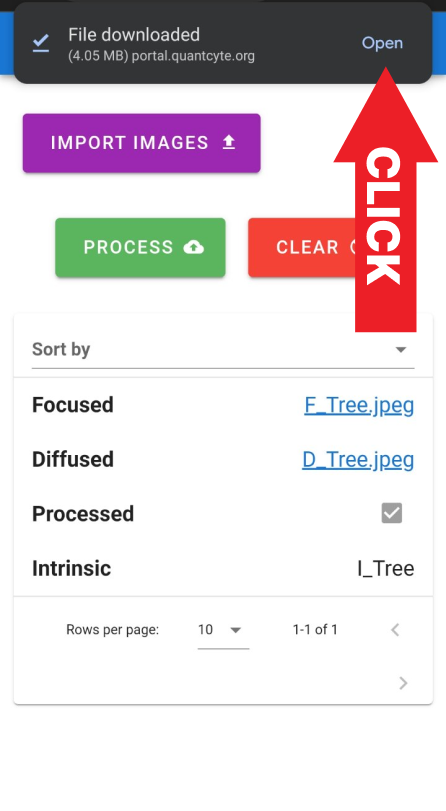 File downloaded
Open
(4.05 MB) portal.quantcyte.org
IMPORT IMAGES
CLICK
PROCESS
CLEAR
Sort by
Focused
F_Tree.jpeg
Diffused
D_Tree.jpeg
Processed
Intrinsic
I_Tree
Rows per page:
10
1-1 of 1